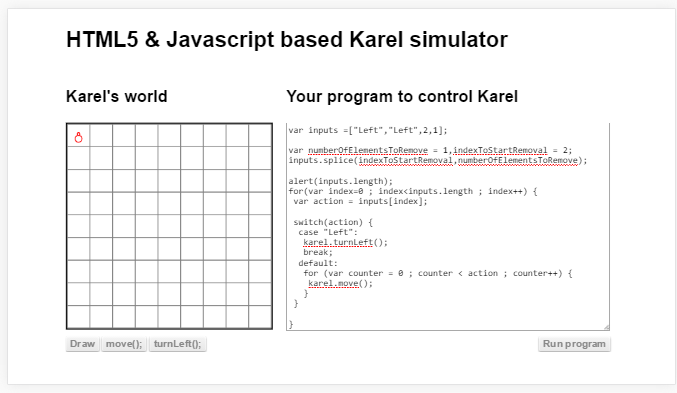 HTML5 & Javascript based Karel simulator
Karel's world
Your program to control Karel
var inputs =["Left","Left",2,1];
var numberOfElementsToRemove = 1,indexToStartRemoval = 2;
inputs.splice(indexToStartRemoval,numberOfElementsToRemove);
alert(inputs.length);
for(var index=0 ; index<inputs.length ; index++) {
var action = inputs[index];
switch(action) {
case "Left":
karel.turnLeft();
break;
default:
for (var counter = 0 ; counter < action ; counter++) {
karel.move();
}
}
}
Draw move(); turnLeft();
Run program